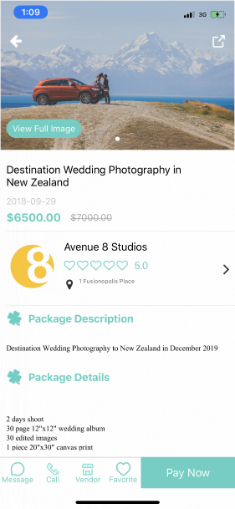 1:09
3G
View Full Image
Destination Wedding Photography in
New Zealand
2018-09-29
$6500.00 $7000.00
8
Avenue 8 Studios
5.0
1 Fusionopolis Place
Package Description
Destination Wedding Photography to New Zealand in December 2019
Package Details
2 days shoot
30 page 12"x12" wedding album
30 edited images
1 piece 20"x30" canvas print
Message Call Vendor Favorite Pay Now